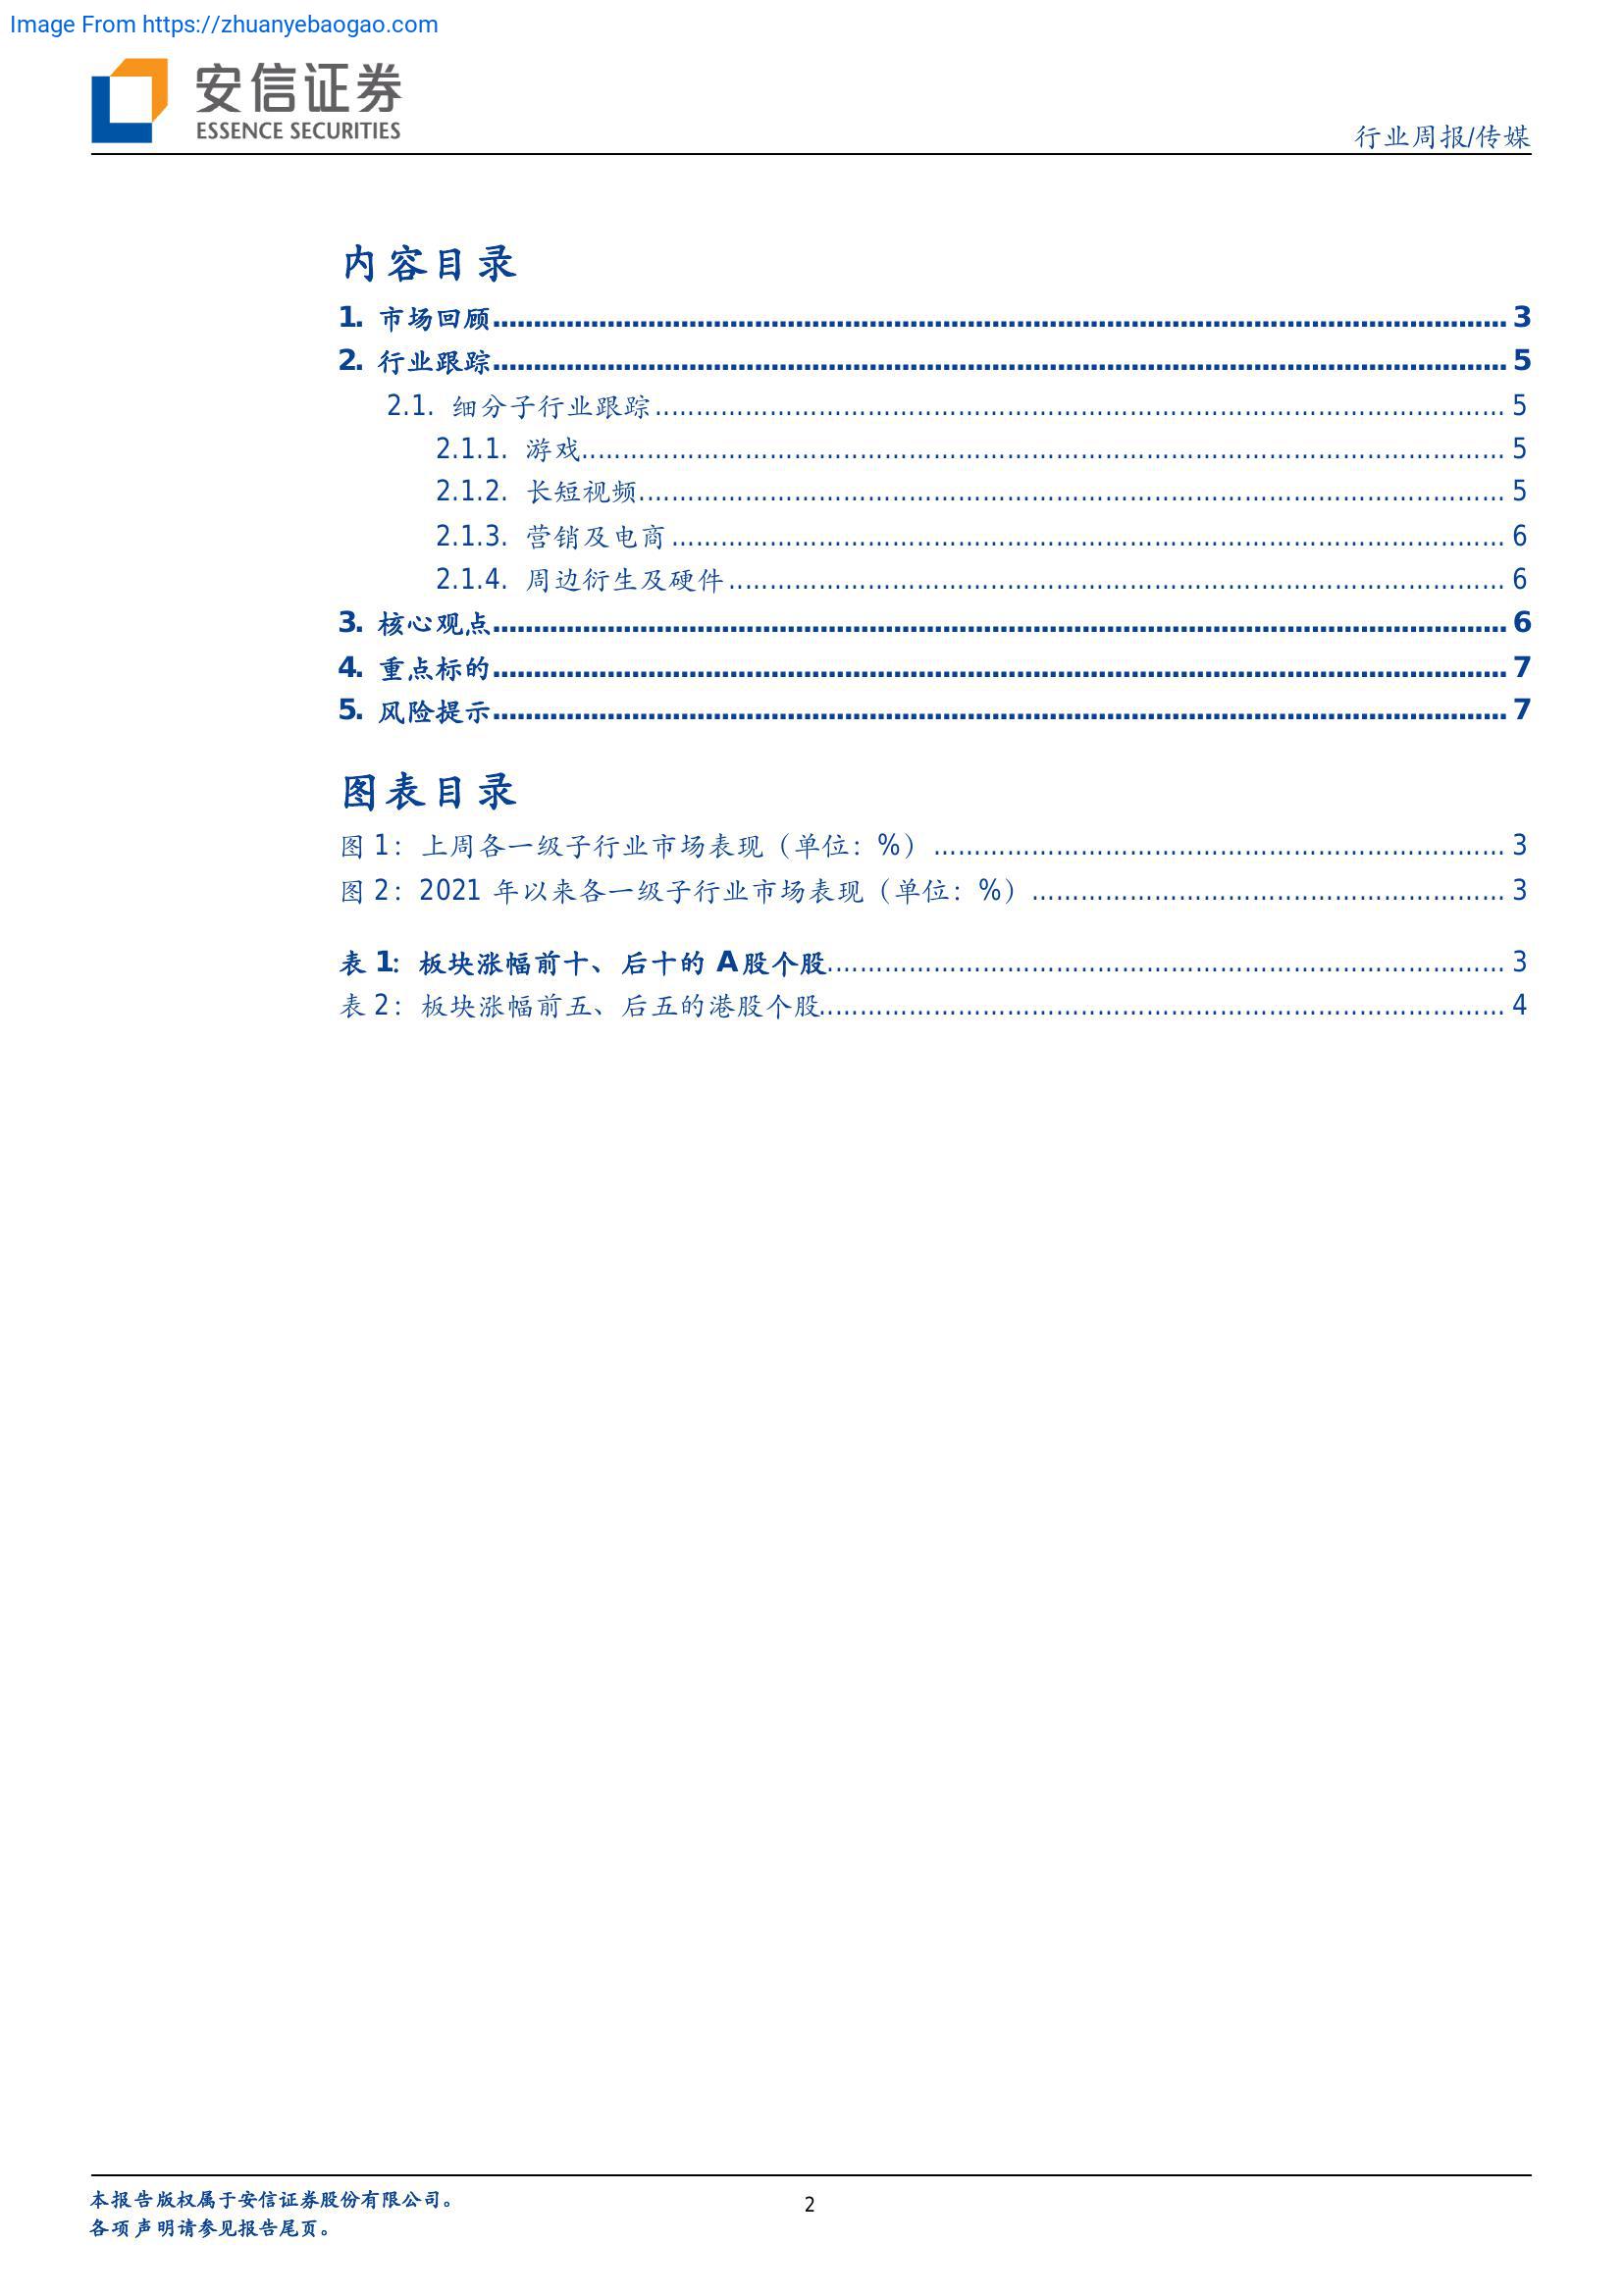 Image From https://zhuanyebaogao.com
安信证券
ESSENCE SECURITIES
行业周报/传媒
内容目录
1. 市场回顾 3
2. 行业跟踪 5
2.1. 细分子行业跟踪 5
2.1.1. 游戏 5
2.1.2. 长短视频 5
2.1.3. 营销及电商 6
2.1.4. 周边衍生及硬件 6
3. 核心观点 6
4. 重点标的 7
5. 风险提示 7
图表目录
图 1：上周各一级子行业市场表现（单位：%） 3
图 2：2021 年以来各一级子行业市场表现（单位：%） 3
表 1：板块涨幅前十、后十的 A 股个股 3
表 2：板块涨幅前五、后五的港股个股 4
本报告版权属于安信证券股份有限公司。
2
各项声明请参见报告尾页。